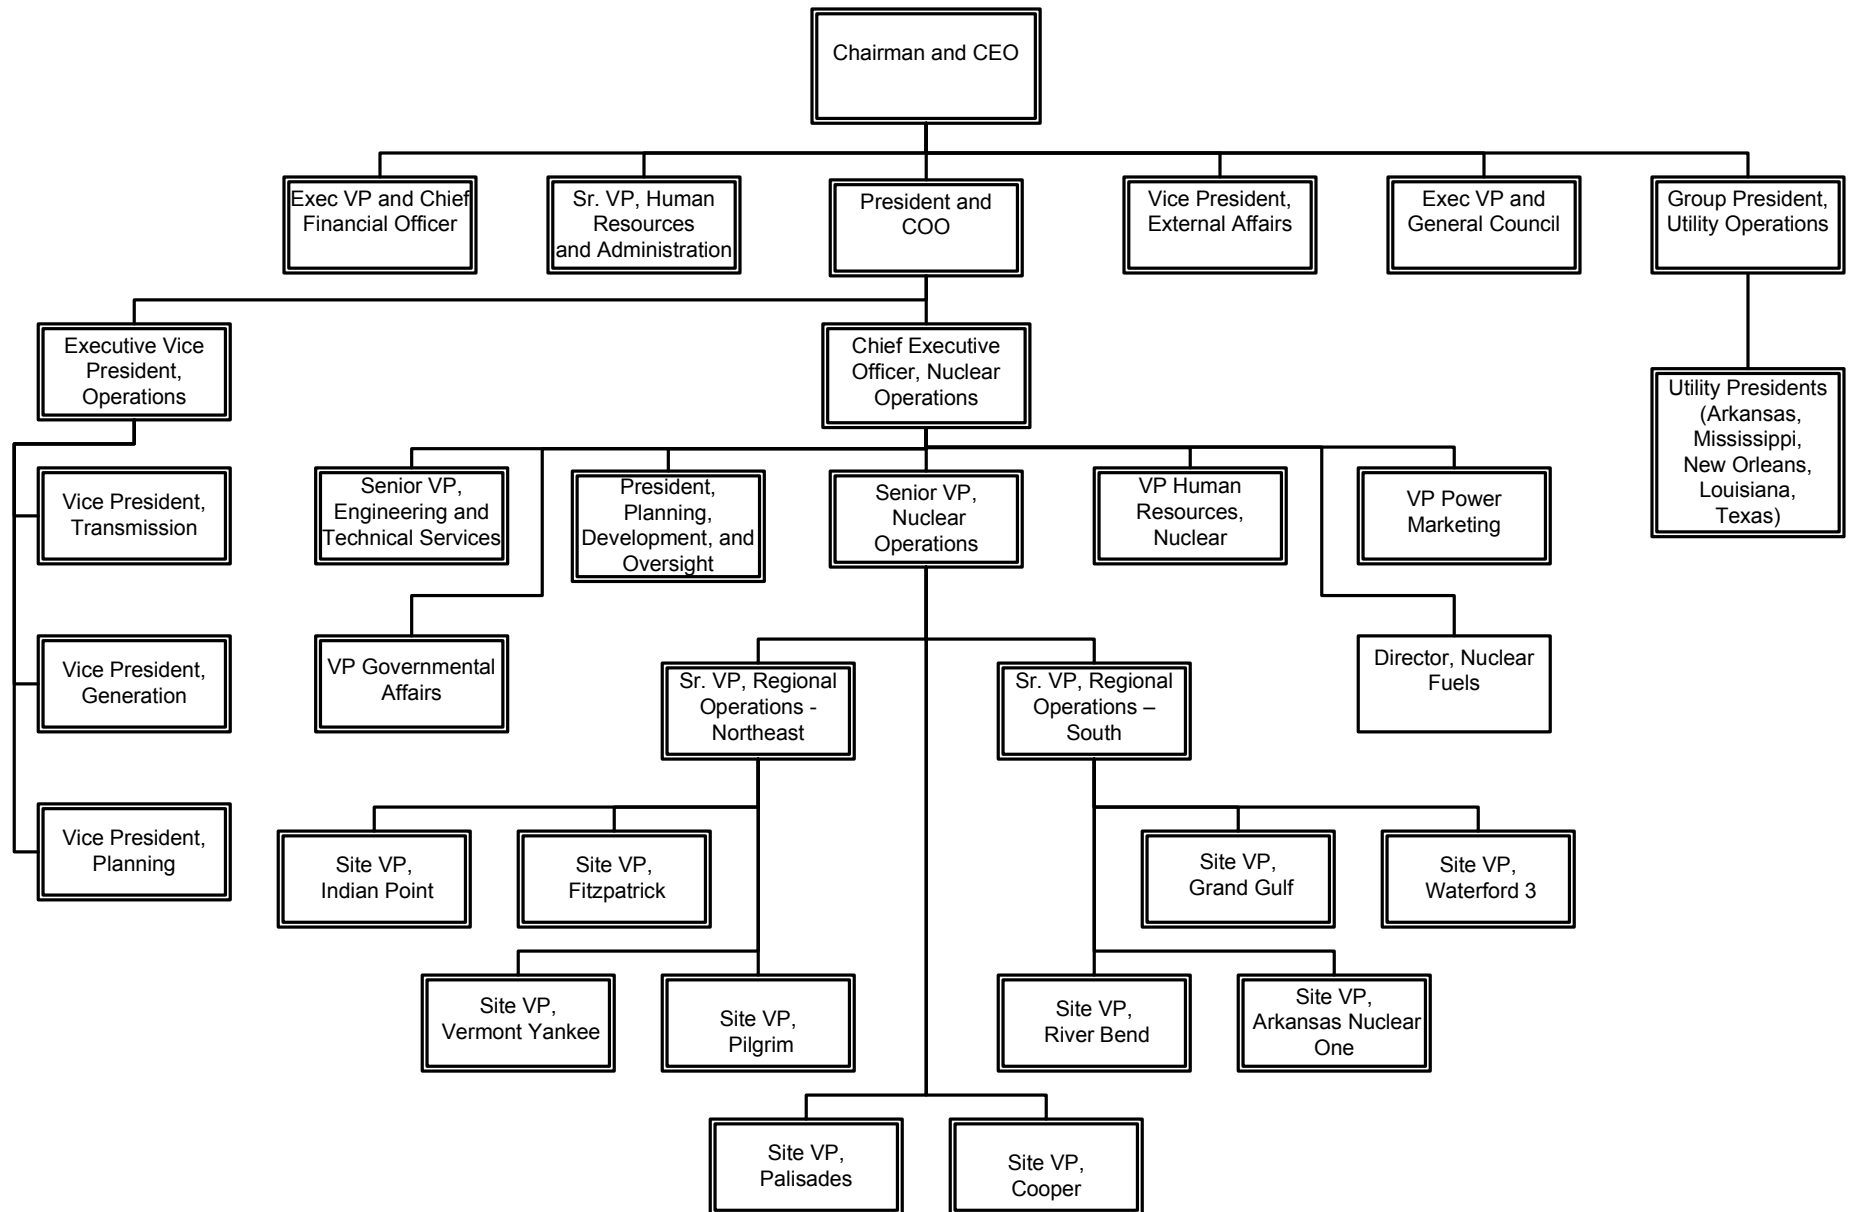 Chairman and CEO
Exec VP and Chief
Financial Officer
Sr. VP, Human
Resources
and Administration
President and
COO
Vice President,
External Affairs
Exec VP and
General Council
Group President,
Utility Operations
Executive Vice
President,
Operations
Chief Executive
Officer, Nuclear
Operations
Utility Presidents
(Arkansas,
Mississippi,
New Orleans,
Louisiana,
Texas)
Vice President,
Transmission
Senior VP,
Engineering and
Technical Services
President,
Planning,
Development, and
Oversight
Senior VP,
Nuclear
Operations
VP Human
Resources,
Nuclear
VP Power
Marketing
Vice President,
Generation
VP Governmental
Affairs
Sr. VP, Regional
Operations -
Northeast
Sr. VP, Regional
Operations –
South
Director, Nuclear
Fuels
Vice President,
Planning
Site VP,
Indian Point
Site VP,
Fitzpatrick
Site VP,
Grand Gulf
Site VP,
Waterford 3
Site VP,
Vermont Yankee
Site VP,
Pilgrim
Site VP,
River Bend
Site VP,
Arkansas Nuclear
One
Site VP,
Palisades
Site VP,
Cooper